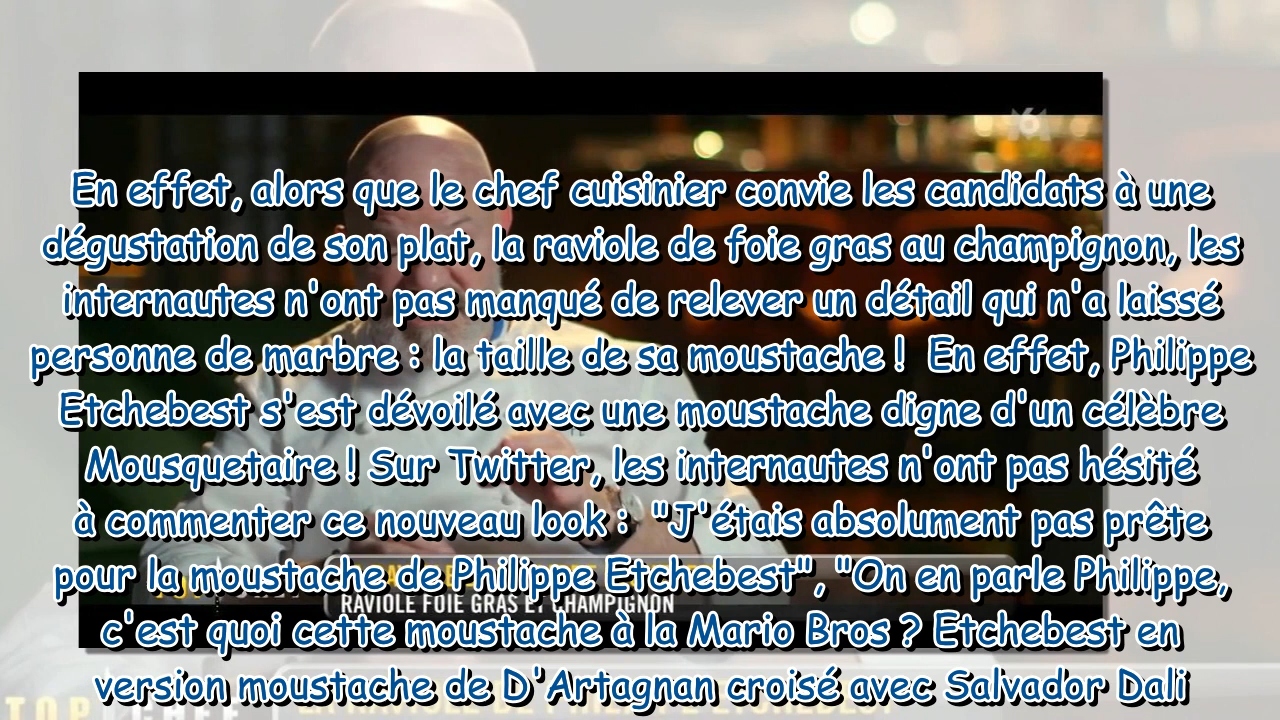 En effet, alors que le chef cuisinier convie les candidats à une
dégustation de son plat, la raviole de foie gras au champignon, les
internautes n'ont pas manqué de relever un détail qui n'a laissé
personne de marbre : la taille de sa moustache !  En effet, Philippe
Etchebest s'est dévoilé avec une moustache digne d'un célèbre
Mousquetaire ! Sur Twitter, les internautes n'ont pas hésité
à commenter ce nouveau look :  "J'étais absolument pas prête
pour la moustache de Philippe Etchebest", "On en parle Philippe,
c'est quoi cette moustache à la Mario Bros ? Etchebest en
version moustache de D'Artagnan croisé avec Salvador Dali
RAVIOLE FOIE GRAS ET CHAMPIGNON
TOP CHEF